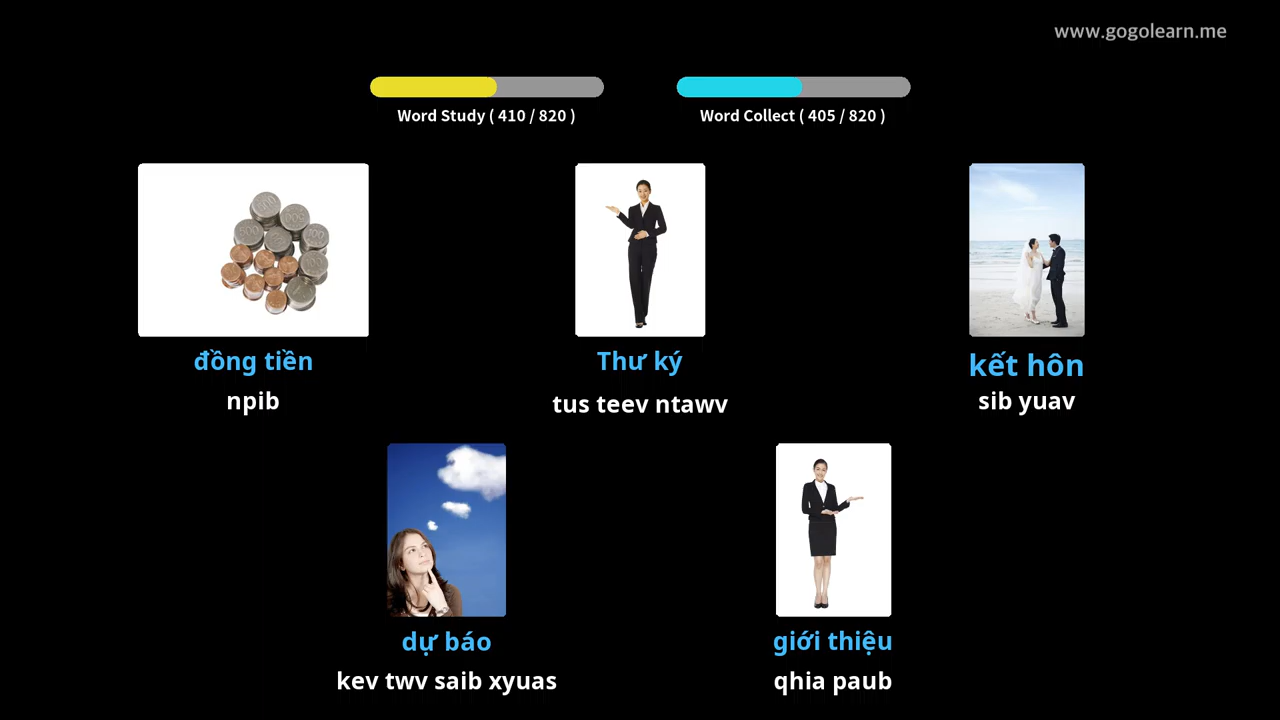 www.gogolearn.me
Word Study ( 410 / 820 )
Word Collect ( 405 / 820 )
đồng tiền
npib
Thư ký
tus teev ntawv
kết hôn
sib yuav
dự báo
kev twv saib xyuas
giới thiệu
qhia paub